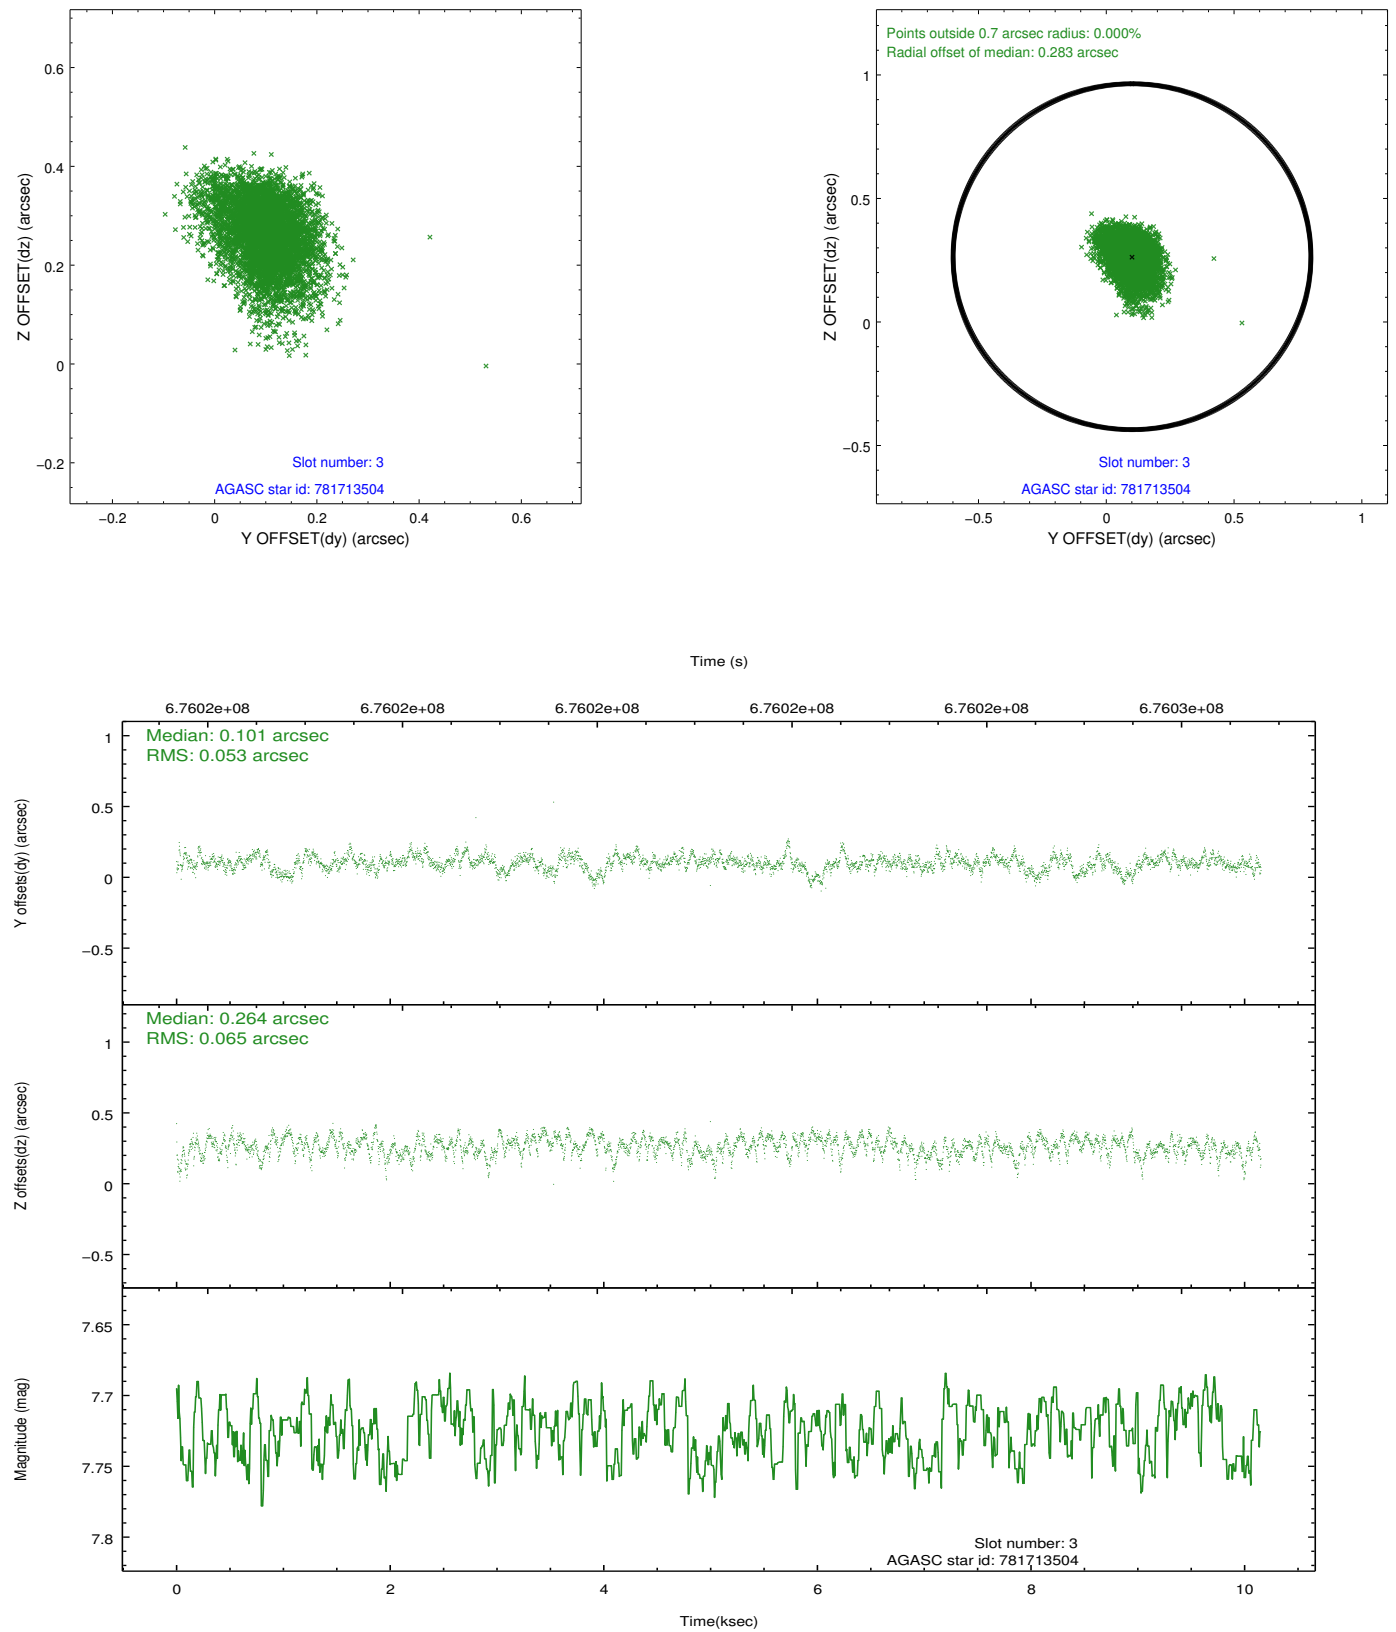 0.6
0.4
0.2
0
−0.2
−0.2
0
0.2
0.4
0.6
Z OFFSET(dz) (arcsec)
Y OFFSET(dy) (arcsec)
Slot number: 3
AGASC star id: 781713504
Points outside 0.7 arcsec radius: 0.000%
Radial offset of median: 0.283 arcsec
1
0.5
0
−0.5
−0.5
0
0.5
1
Z OFFSET(dz) (arcsec)
Y OFFSET(dy) (arcsec)
Slot number: 3
AGASC star id: 781713504
Time (s)
6.7602e+08
6.7602e+08
6.7602e+08
6.7602e+08
6.7602e+08
6.7603e+08
Median: 0.101 arcsec
RMS: 0.053 arcsec
1
0.5
0
−0.5
Y offsets(dy) (arcsec)
Median: 0.264 arcsec
RMS: 0.065 arcsec
1
0.5
0
−0.5
Z offsets(dz) (arcsec)
7.65
7.7
7.75
7.8
Magnitude (mag)
Slot number: 3
AGASC star id: 781713504
0
2
4
6
8
10
Time(ksec)